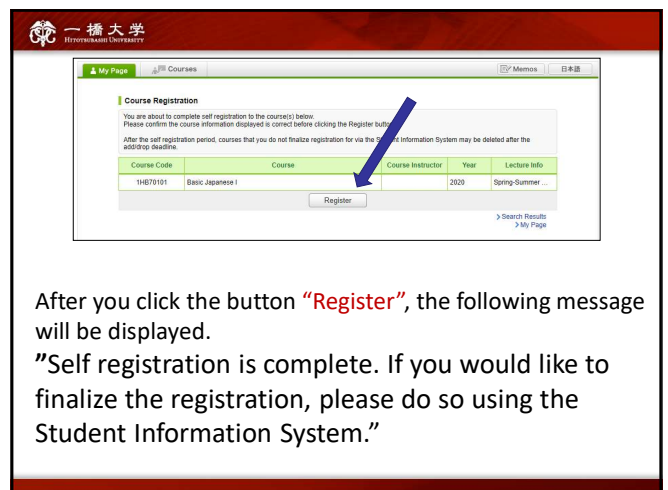 一橋大学
HITOTSUBASHI UNIVERSITY
My Page Courses Memos 日本語
Course Registration
You are about to complete self registration to the course(s) below.
Please confirm the course information displayed is correct before clicking the Register button.
After the self registration period, courses that you do not finalize registration for via the Student Information System may be deleted after the
add/drop deadline.
Course Code Course Course Instructor Year Lecture Info
1HB70101 Basic Japanese I 2020 Spring-Summer ...
Register
Search Results
My Page
After you click the button “Register”, the following message
will be displayed.
”Self registration is complete. If you would like to
finalize the registration, please do so using the
Student Information System.”